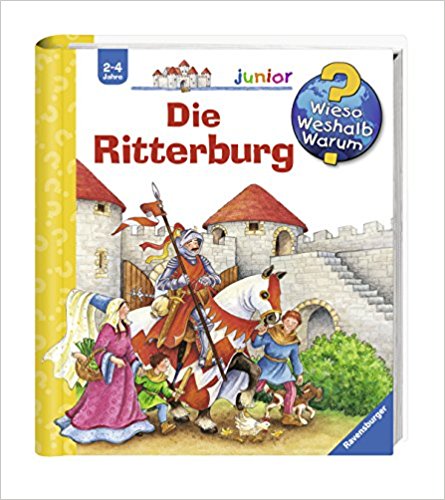 2-4
Jahre
junior
Die
Ritterburg
?
Wieso
Weshalb
Warum
Ravensburger